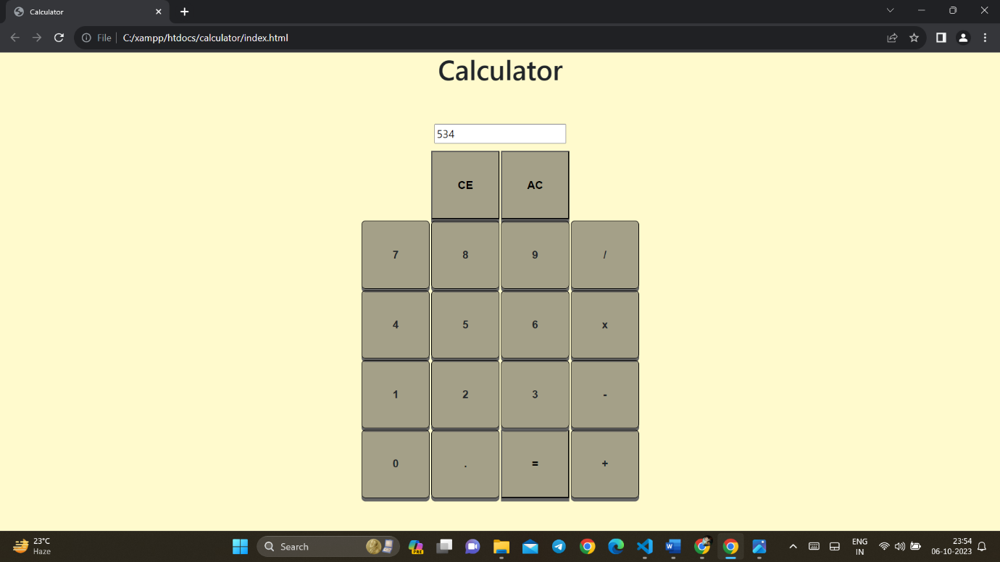 Calculator
File
C:/xampp/htdocs/calculator/index.html
Calculator
534
CE AC
7 8 9 /
4 5 6 x
1 2 3 -
0 . = +
23°C
Haze
Search
PRE
ENG
IN
23:54
06-10-2023